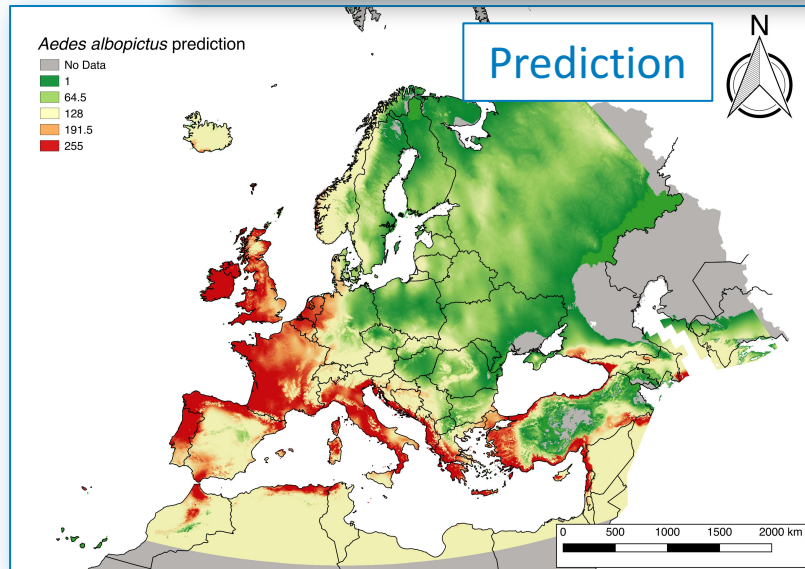 Aedes albopictus prediction
No Data
1
64.5
128
191.5
255
Prediction
N
0 500 1000 1500 2000 km